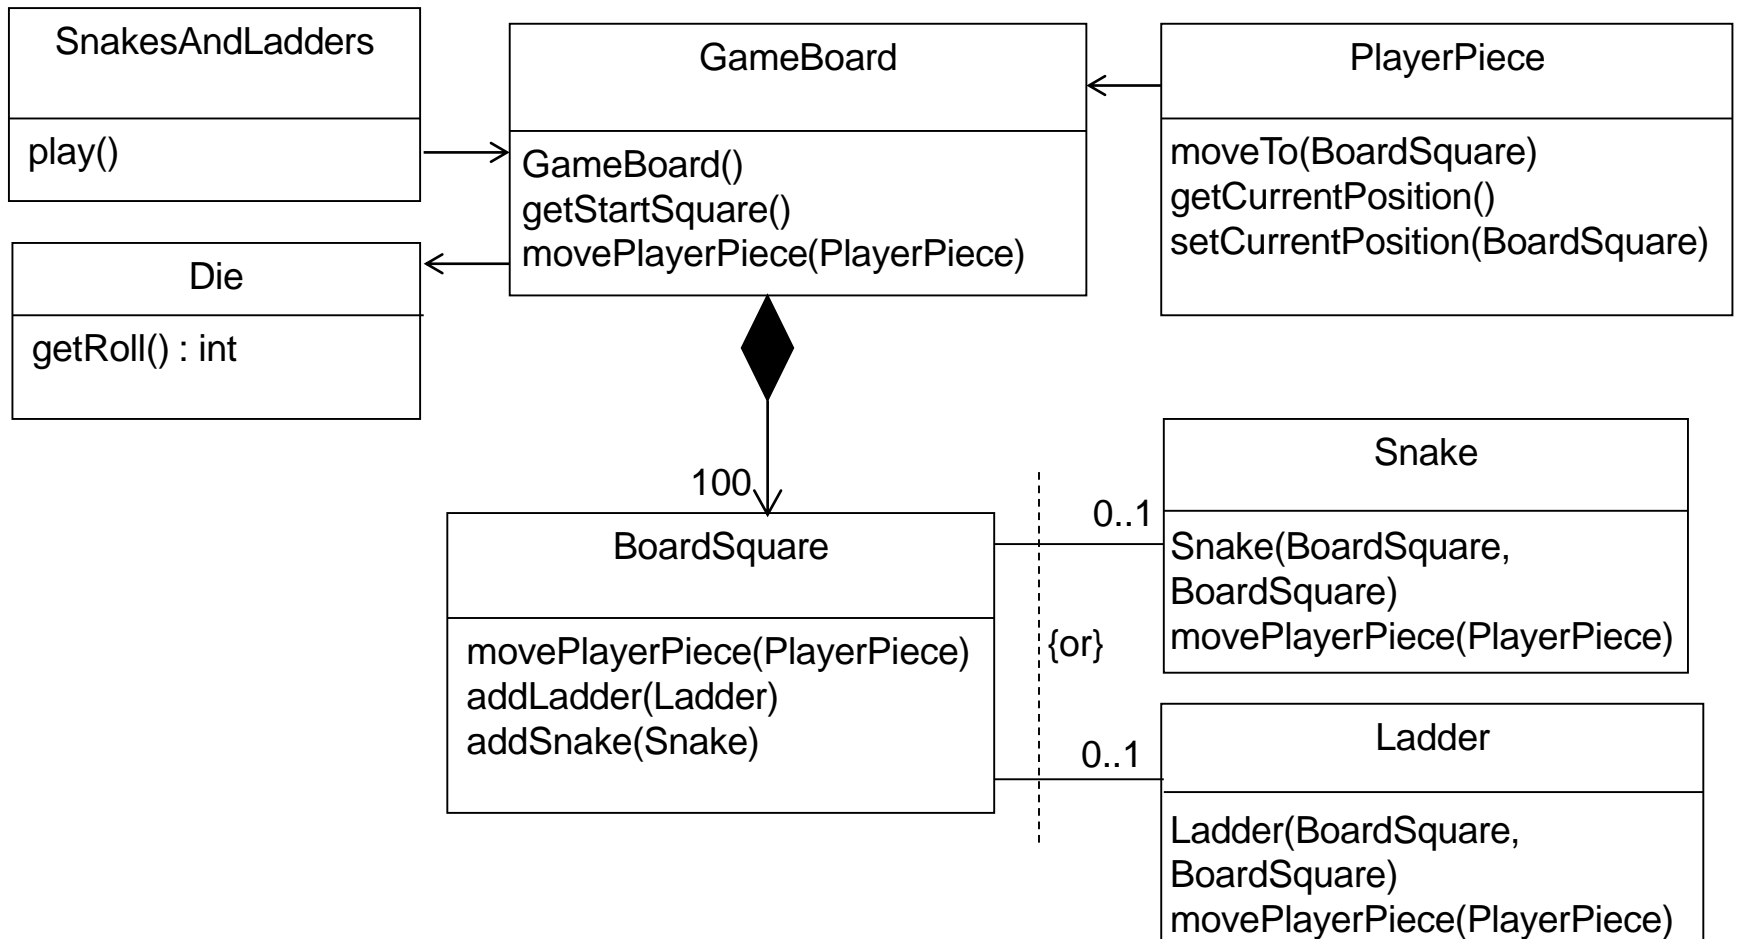 SnakesAndLadders
play()
GameBoard
GameBoard()
getStartSquare()
movePlayerPiece(PlayerPiece)
PlayerPiece
moveTo(BoardSquare)
getCurrentPosition()
setCurrentPosition(BoardSquare)
Die
getRoll() : int
100
BoardSquare
movePlayerPiece(PlayerPiece)
addLadder(Ladder)
addSnake(Snake)
{or}
0..1
Snake
Snake(BoardSquare,
BoardSquare)
movePlayerPiece(PlayerPiece)
0..1
Ladder
Ladder(BoardSquare,
BoardSquare)
movePlayerPiece(PlayerPiece)